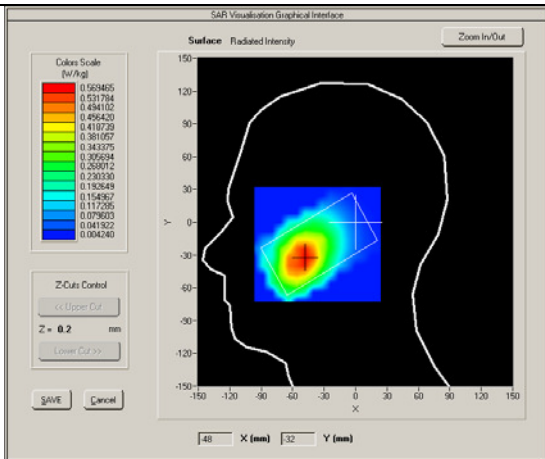 SAR Visualisation Graphical Interface
Surface Radiated Intensity
Zoom In/Out
Colors Scale
(W/kg)
0.569465
0.531784
0.494102
0.456420
0.418739
0.381057
0.343375
0.305694
0.268012
0.230330
0.192649
0.154967
0.117285
0.079603
0.041922
0.004240
Z-Cuts Control
<< Upper Cut
Z = 0.2 mm
Lower Cut >>
SAVE Cancel
Y
150
120
90
60
30
0
-30
-60
-90
-120
-150
-150 -120 -90 -60 -30 0 30 60 90 120 150
X
-48 X (mm) -32 Y (mm)